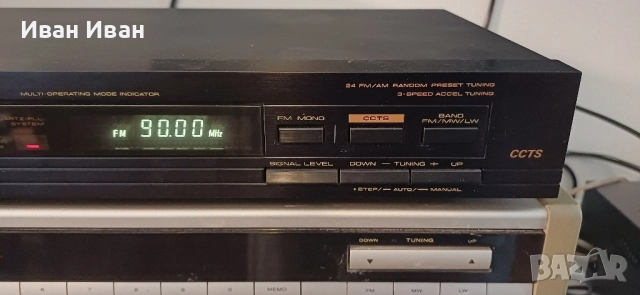 Иван Иван
MULTI-OPERATING MODE INDICATOR
24 FM/AM RANDOM PRESET TUNING
3-SPEED ACCEL TUNING
FM 90.00 MHz
FM MONO
CCTS
BAND
FM/MW/LW
CCTS
SIGNAL LEVEL
DOWN — TUNING + UP
STEP/ AUTO/ MANUAL
DOWN – TUNING + UP
MEMO
FM
MW
LW
BAZAR